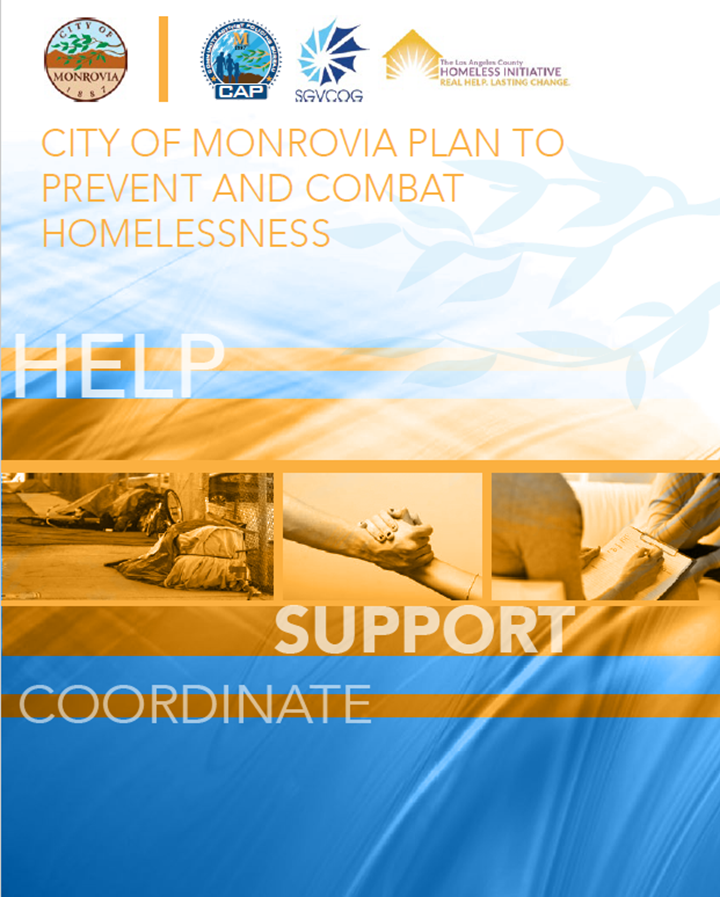 CITY OF
MONROVIA
1887
M
1887
CAP
SGVCOG
The Los Angeles County
HOMELESS INITIATIVE
REAL HELP. LASTING CHANGE.
CITY OF MONROVIA PLAN TO
PREVENT AND COMBAT
HOMELESSNESS
HELP
SUPPORT
COORDINATE